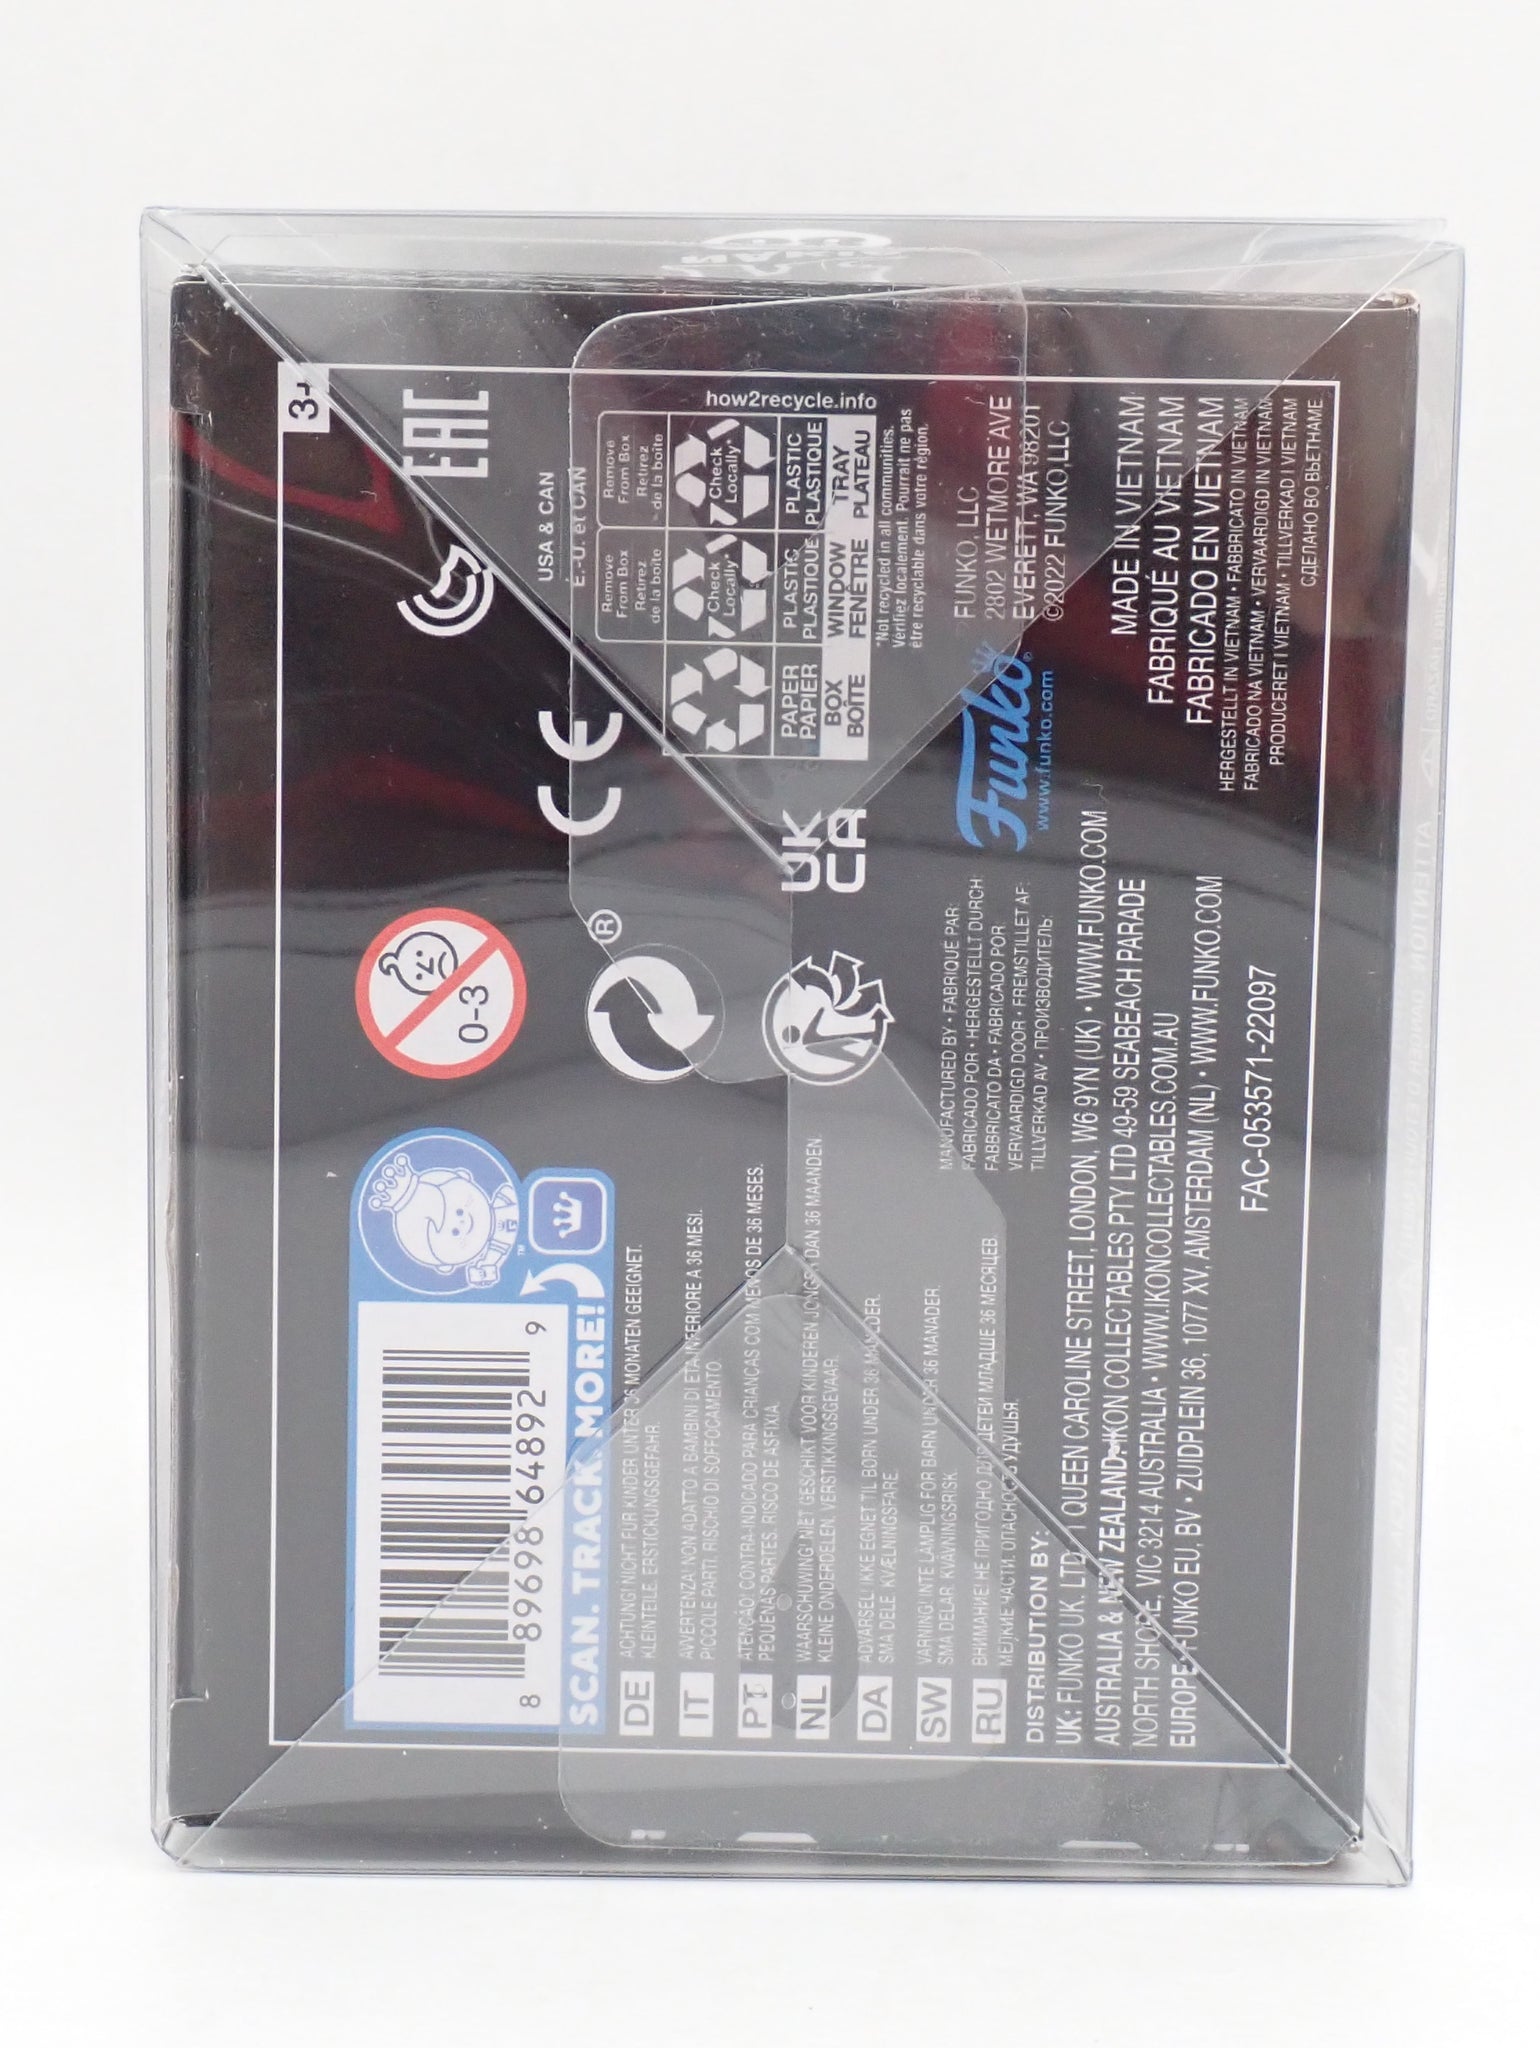 3+
EAC
0-3
TM
8 89698 64892 9
SCAN. TRACK. MORE!
CE
®
USA & CAN
É.-U. et CAN
Remove
From Box
Retirez
de la boîte
Remove
From Box
Retirez
de la boîte
Check
Locally*
Check
Locally*
PAPER
PAPIER
PLASTIC
PLASTIQUE
PLASTIC
PLASTIQUE
BOX
BOÎTE
WINDOW
FENÊTRE
TRAY
PLATEAU
how2recycle.info
*Not recycled in all communities.
Vérifiez localement. Pourrait ne pas
être recyclable dans votre région.
UK
CA
DE ACHTUNG! NICHT FÜR KINDER UNTER 36 MONATEN GEEIGNET.
KLEINTEILE. ERSTICKUNGSGEFAHR.
IT AVVERTENZA! NON ADATTO A BAMBINI DI ETÀ INFERIORE A 36 MESI.
PICCOLE PARTI. RISCHIO DI SOFFOCAMENTO.
PT ATENÇÃO: CONTRA-INDICADO PARA CRIANÇAS COM MENOS DE 36 MESES.
PEQUENAS PARTES. RISCO DE ASFIXIA.
NL WAARSCHUWING! NIET GESCHIKT VOOR KINDEREN JONGER DAN 36 MAANDEN.
KLEINE ONDERDELEN. VERSTIKKINGSGEVAAR.
DA ADVARSEL! IKKE EGNET TIL BØRN UNDER 36 MÅNEDER.
SMÅ DELE. KVÆLNINGSFARE.
SW VARNING! INTE LÄMPLIG FÖR BARN UNDER 36 MÅNADER.
SMÅ DELAR. KVÄVNINGSRISK.
RU ВНИМАНИЕ! НЕ ПРИГОДНО ДЛЯ ДЕТЕЙ МЛАДШЕ 36 МЕСЯЦЕВ.
МЕЛКИЕ ЧАСТИ. ОПАСНОСТЬ УДУШЬЯ.
MANUFACTURED BY • FABRIQUÉ PAR:
FABRICADO POR • HERGESTELLT DURCH:
FABBRICATO DA • FABRICADO POR
VERVAARDIGD DOOR • FREMSTILLET AF:
TILLVERKAD AV • ПРОИЗВОДИТЕЛЬ:
Funko®
www.funko.com
FUNKO, LLC
2802 WETMORE AVE
EVERETT, WA 98201
©2022 FUNKO, LLC
DISTRIBUTION BY:
UK: FUNKO UK, LTD, 1 QUEEN CAROLINE STREET, LONDON, W6 9YN (UK) • WWW.FUNKO.COM
AUSTRALIA & NEW ZEALAND: IKON COLLECTABLES PTY LTD 49-59 SEABEACH PARADE
NORTH SHORE, VIC 3214 AUSTRALIA • WWW.IKONCOLLECTABLES.COM.AU
EUROPE: FUNKO EU, BV • ZUIDPLEIN 36, 1077 XV, AMSTERDAM (NL) • WWW.FUNKO.COM
MADE IN VIETNAM
FABRIQUÉ AU VIETNAM
FABRICADO EN VIETNAM
HERGESTELLT IN VIETNAM • FABBRICATO IN VIETNAM
FABRICADO NA VIETNAM • VERVAARDIGD IN VIETNAM
PRODUCERET I VIETNAM • TILLVERKAD I VIETNAM
СДЕЛАНО ВО ВЬЕТНАМЕ
FAC-053571-22097